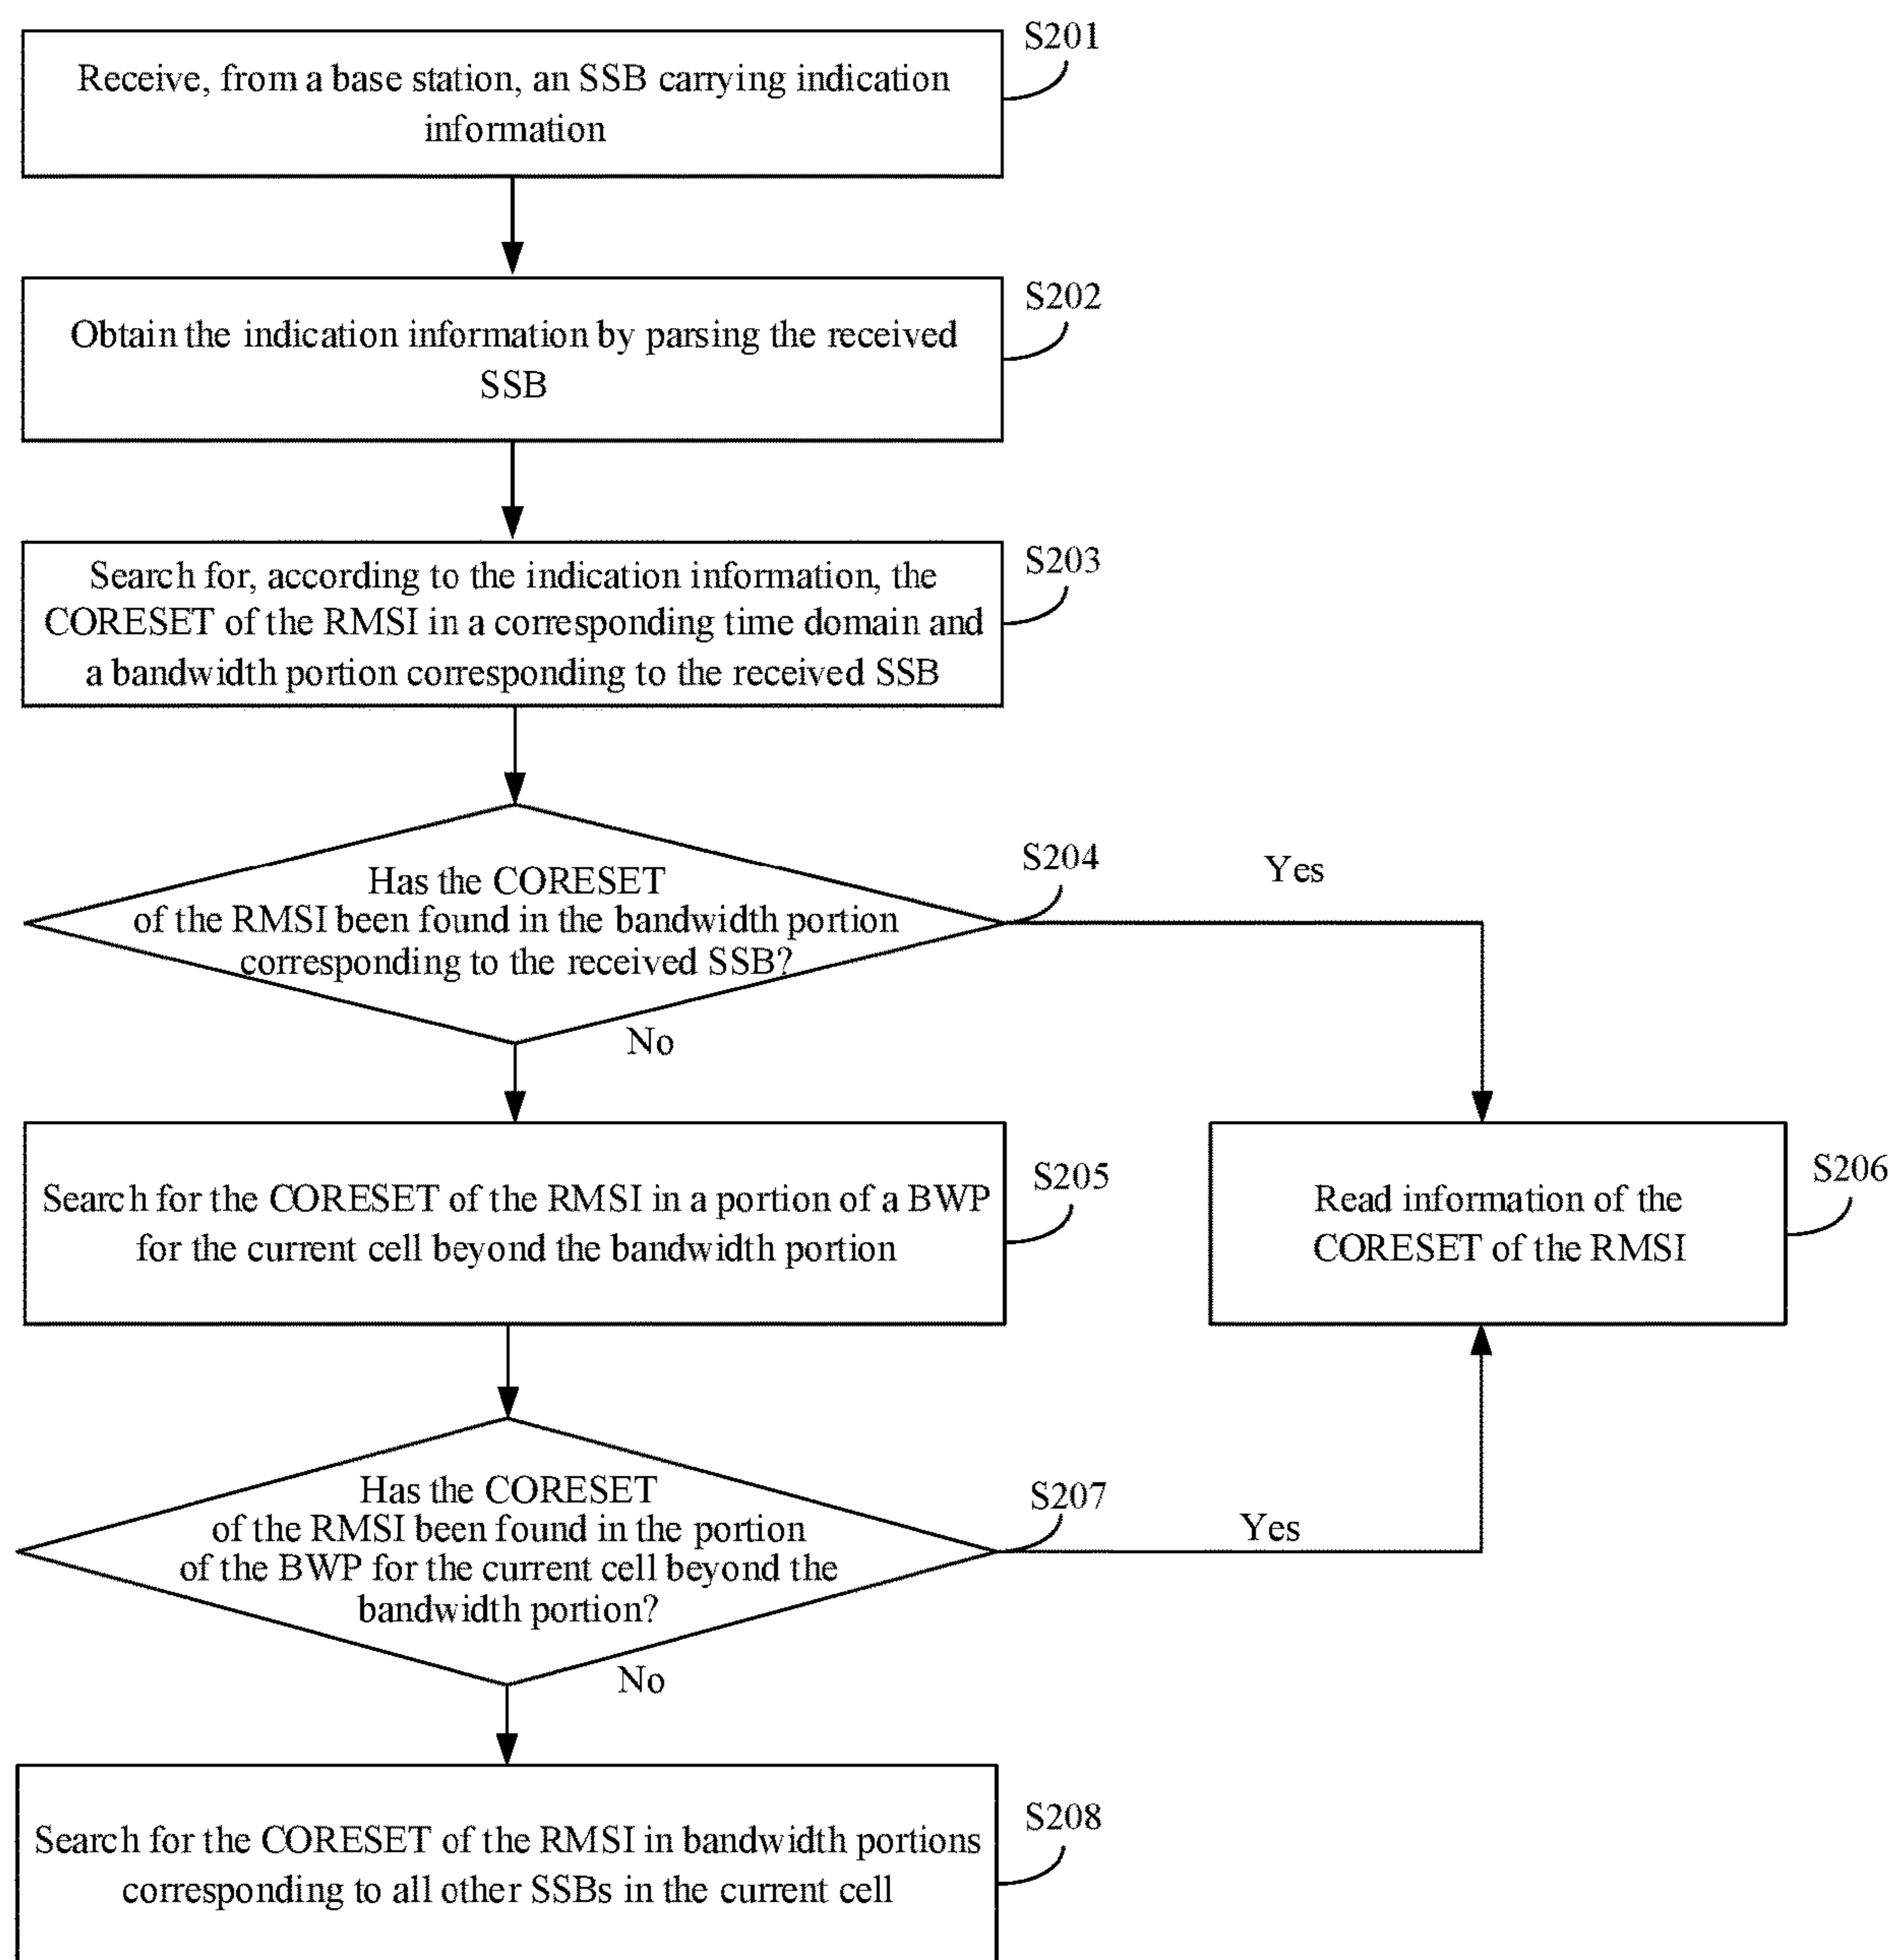 S201
Receive, from a base station, an SSB carrying indication
information
S202
Obtain the indication information by parsing the received
SSB
S203
Search for, according to the indication information, the
CORESET of the RMSI in a corresponding time domain and
a bandwidth portion corresponding to the received SSB
S204
Yes
Has the CORESET
of the RMSI been found in the bandwidth portion
corresponding to the received SSB?
No
S205
Search for the CORESET of the RMSI in a portion of a BWP
for the current cell beyond the bandwidth portion
S206
Read information of the
CORESET of the RMSI
S207
Yes
Has the CORESET
of the RMSI been found in the portion
of the BWP for the current cell beyond the
bandwidth portion?
No
S208
Search for the CORESET of the RMSI in bandwidth portions
corresponding to all other SSBs in the current cell